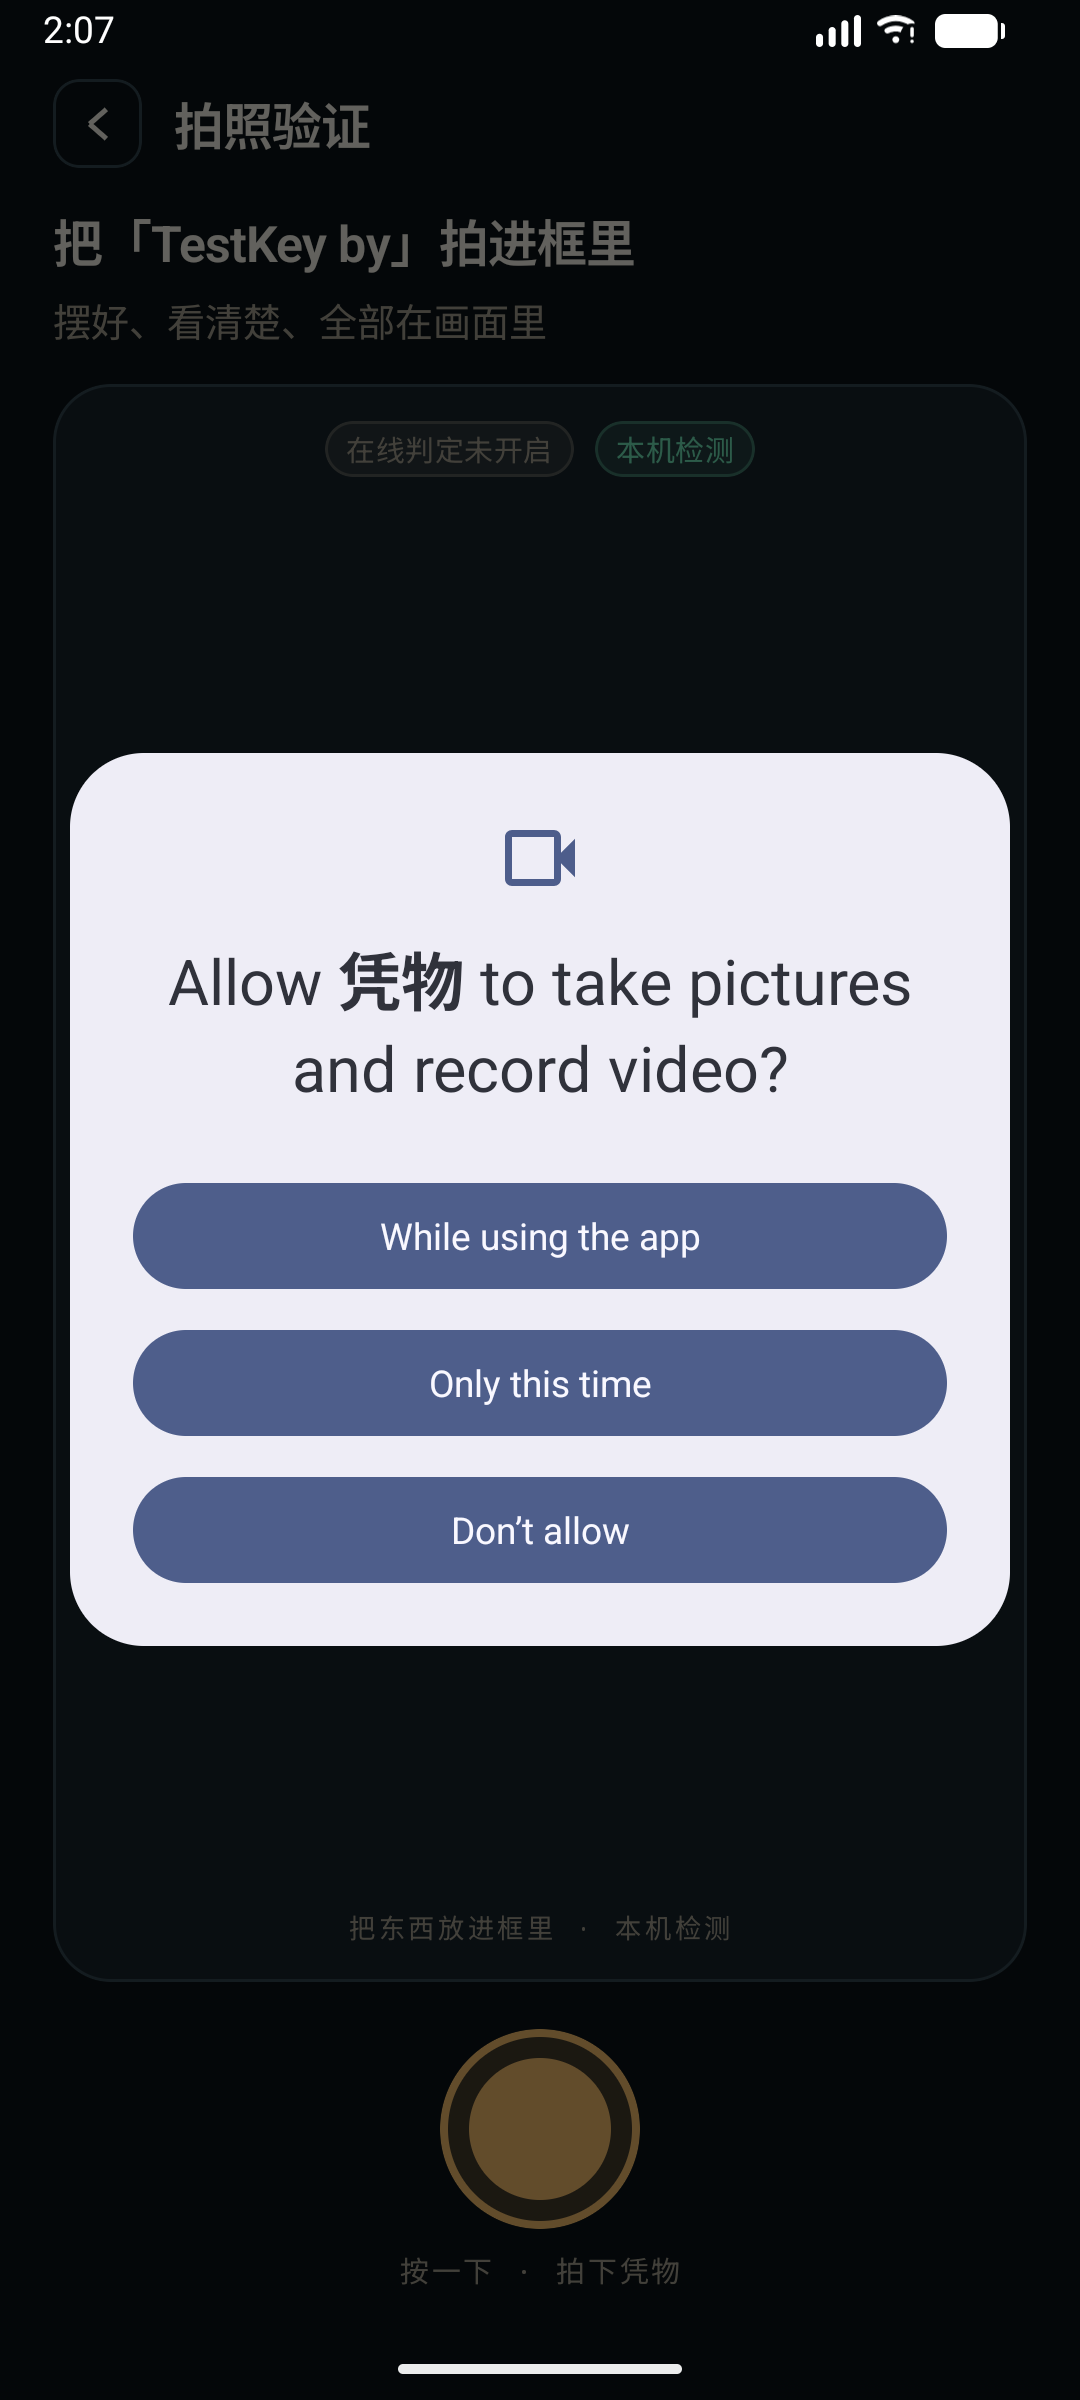 2:07
拍照验证
把「TestKey by」拍进框里
摆好、看清楚、全部在画面里
在线判定未开启
本机检测
Allow 凭物 to take pictures
and record video?
While using the app
Only this time
Don’t allow
把东西放进框里 · 本机检测
按一下 · 拍下凭物